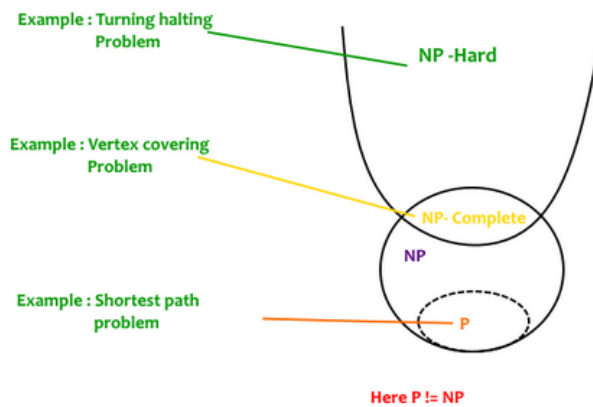 Example : Turning halting
Problem
NP -Hard
Example : Vertex covering
Problem
NP- Complete
NP
Example : Shortest path
problem
P
Here P != NP